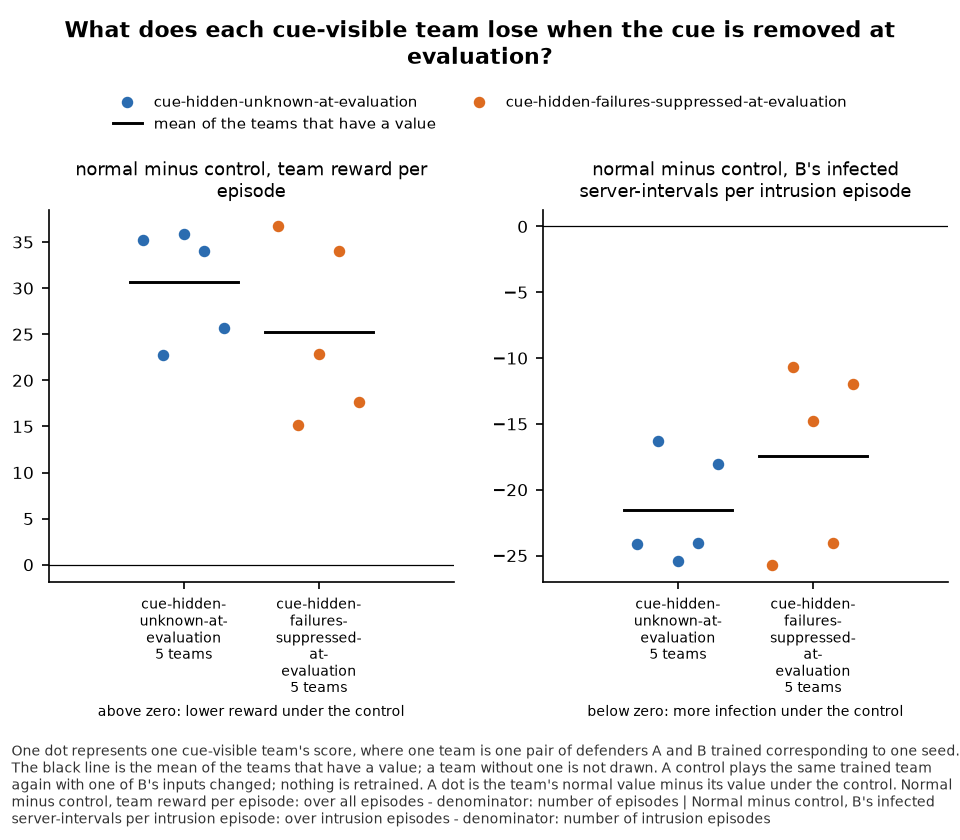 What does each cue-visible team lose when the cue is removed at
evaluation?
cue-hidden-unknown-at-evaluation
cue-hidden-failures-suppressed-at-evaluation
mean of the teams that have a value
normal minus control, team reward per
episode
35
30
25
20
15
10
5
0
cue-hidden-
unknown-at-
evaluation
5 teams
cue-hidden-
failures-
suppressed-
at-
evaluation
5 teams
above zero: lower reward under the control
normal minus control, B's infected
server-intervals per intrusion episode
0
−5
−10
−15
−20
−25
cue-hidden-
unknown-at-
evaluation
5 teams
cue-hidden-
failures-
suppressed-
at-
evaluation
5 teams
below zero: more infection under the control
One dot represents one cue-visible team's score, where one team is one pair of defenders A and B trained corresponding to one seed.
The black line is the mean of the teams that have a value; a team without one is not drawn. A control plays the same trained team
again with one of B's inputs changed; nothing is retrained. A dot is the team's normal value minus its value under the control. Normal
minus control, team reward per episode: over all episodes - denominator: number of episodes | Normal minus control, B's infected
server-intervals per intrusion episode: over intrusion episodes - denominator: number of intrusion episodes